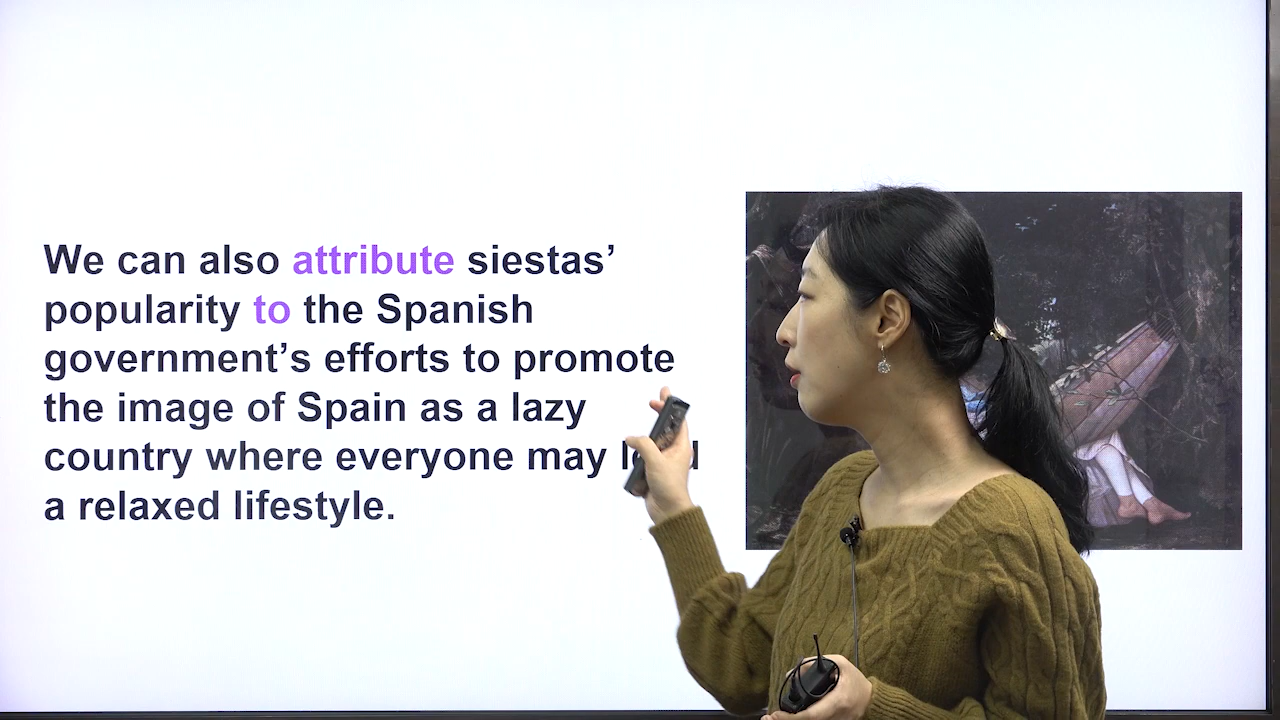 We can also attribute siestas’
popularity to the Spanish
government’s efforts to promote
the image of Spain as a lazy
country where everyone may
a relaxed lifestyle.